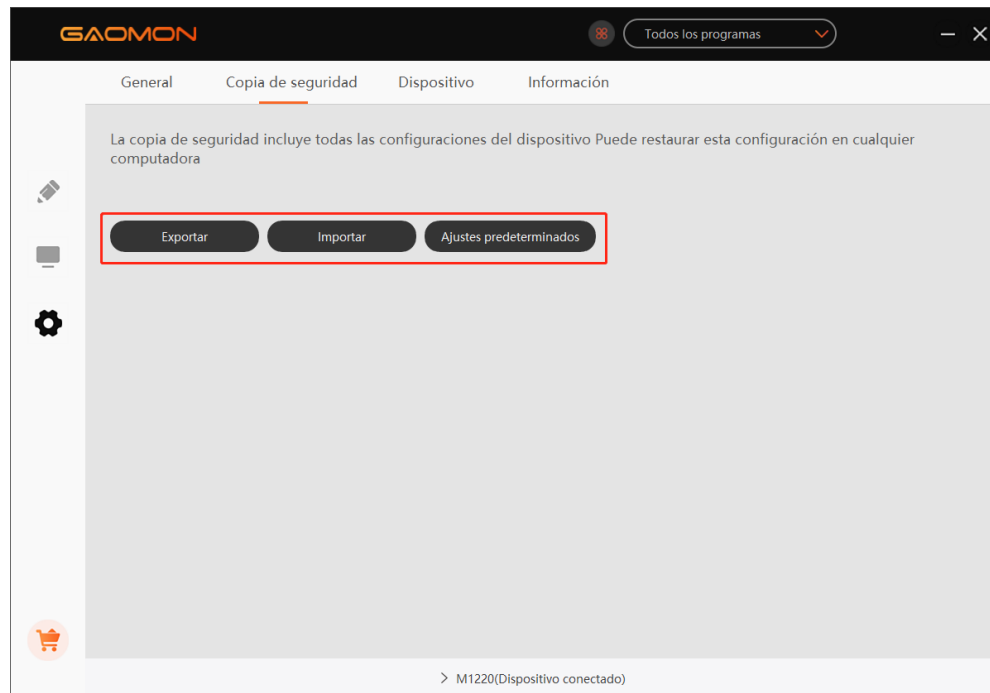 GAOMON
Todos los programas
General
Copia de seguridad
Dispositivo
Información
La copia de seguridad incluye todas las configuraciones del dispositivo Puede restaurar esta configuración en cualquier
computadora
Exportar
Importar
Ajustes predeterminados
M1220(Dispositivo conectado)